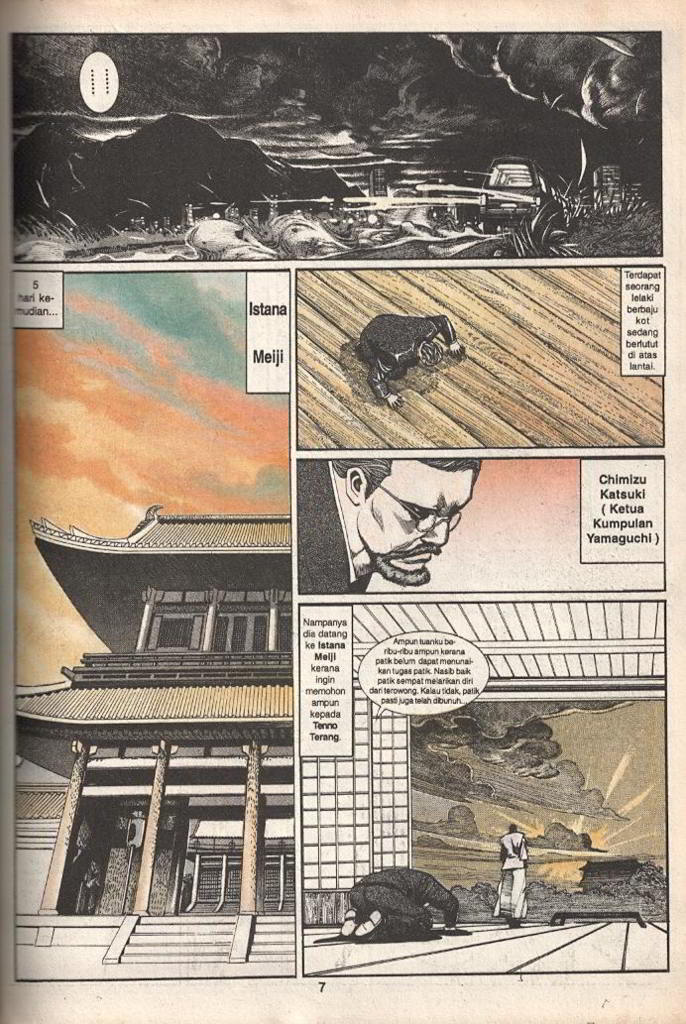 5
hari ke-
mudian...
Istana
Meiji
Terdapat
seorang
lelaki
berbaju
kot
sedang
berlutut
di atas
lantai.
Chimizu
Katsuki
( Ketua
Kumpulan
Yamaguchi )
Nampanya
dia datang
ke Istana
Meiji
kerana
ingin
memohon
ampun
kepada
Tenno
Terang.
Ampun tuanku be-
ribu-ribu ampun kerana
patik belum dapat menunai-
kan tugas patik. Nasib baik
patik sempat melarikan diri
dari terowong. Kalau tidak, patik
pasti juga telah dibunuh...
7